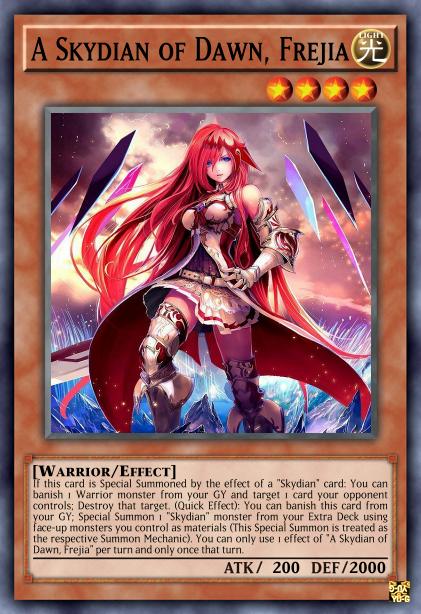 A SKYDIAN OF DAWN, FREJIA
LIGHT
光
[WARRIOR/EFFECT]
If this card is Special Summoned by the effect of a "Skydian" card: You can
banish 1 Warrior monster from your GY and target 1 card your opponent
controls; Destroy that target. (Quick Effect): You can banish this card from
your GY; Special Summon 1 "Skydian" monster from your Extra Deck using
face-up monsters you control as materials (This Special Summon is treated as
the respective Summon Mechanic). You can only use 1 effect of "A Skydian of
Dawn, Frejia" per turn and only once that turn.
ATK/ 200 DEF/2000